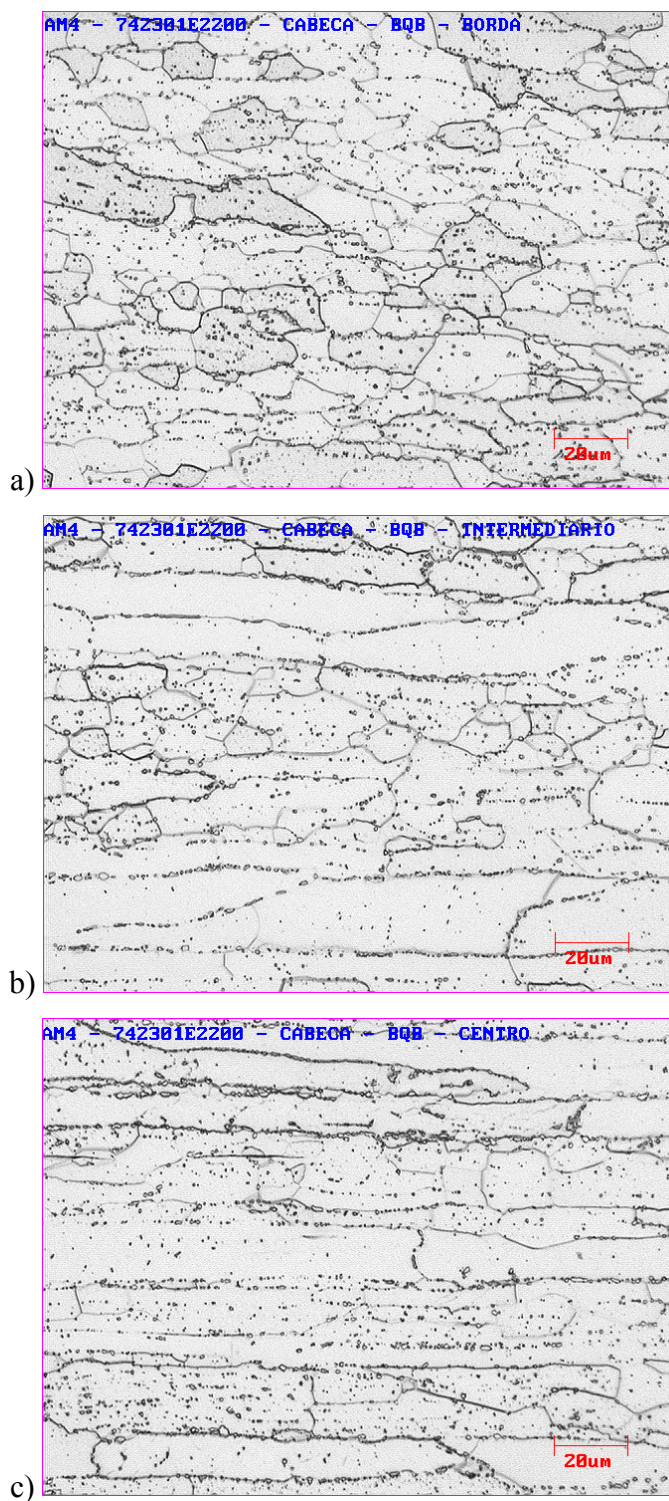 AM4 - 742301E2200 - CABECA - BQB - BORDA
20um
a)
AM4 - 742301E2200 - CABECA - BQB - INTERMEDIARIO
20um
b)
AM4 - 742301E2200 - CABECA - BQB - CENTRO
20um
c)